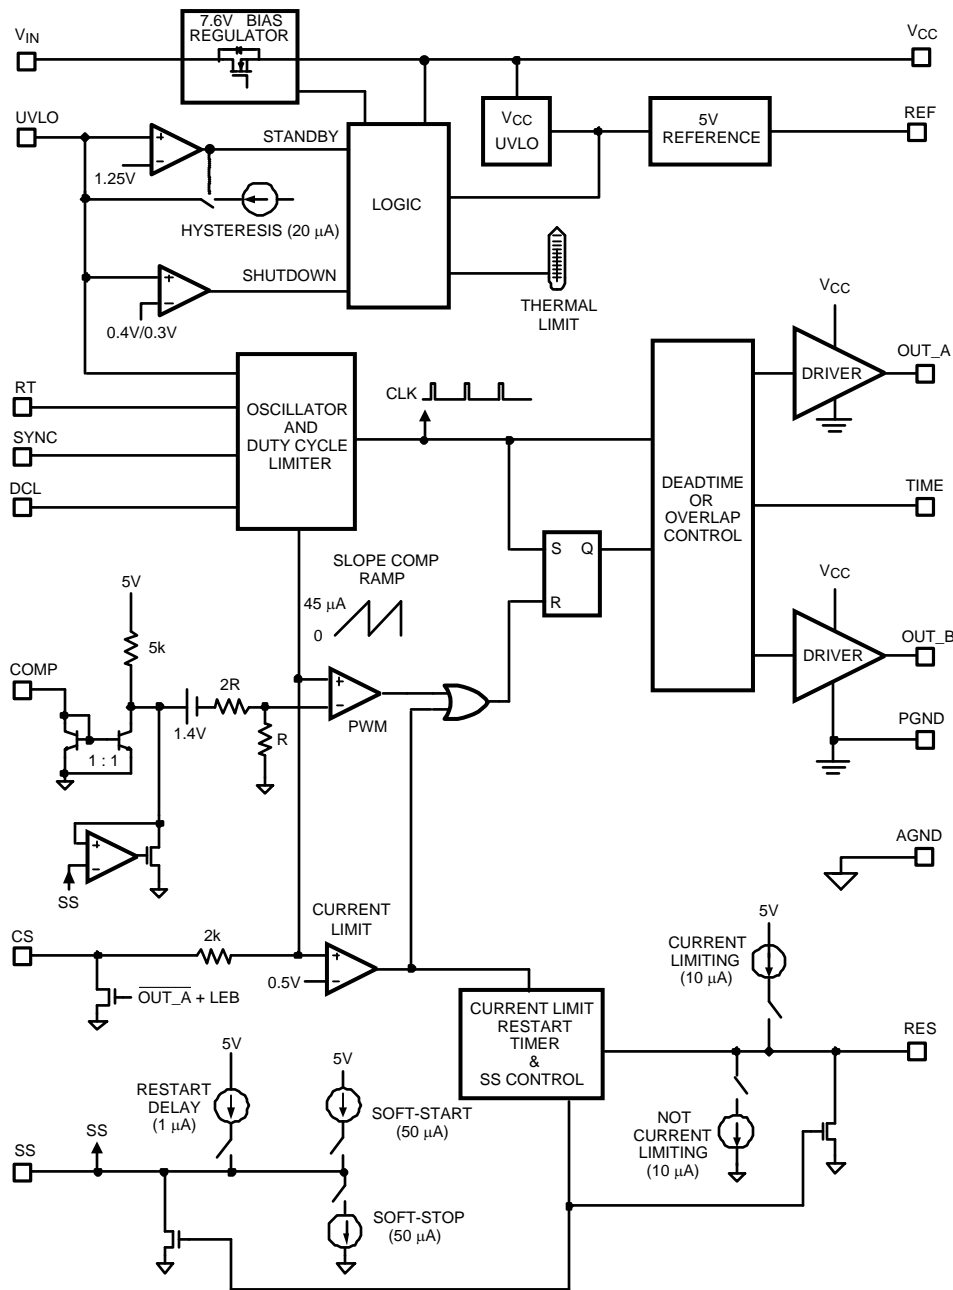 7.6V BIAS
REGULATOR
VIN
VCC
UVLO
STANDBY
1.25V
HYSTERESIS (20 μA)
SHUTDOWN
0.4V/0.3V
LOGIC
VCC
UVLO
5V
REFERENCE
REF
THERMAL
LIMIT
VCC
DRIVER
OUT_A
RT
SYNC
DCL
OSCILLATOR
AND
DUTY CYCLE
LIMITER
CLK
DEADTIME
OR
OVERLAP
CONTROL
TIME
S Q
R
SLOPE COMP
RAMP
45 μA
0
5V
5k
COMP
1.4V
2R
R
1 : 1
PWM
VCC
DRIVER
OUT_B
PGND
AGND
SS
CS
2k
CURRENT
LIMIT
0.5V
OUT_A + LEB
CURRENT LIMIT
RESTART
TIMER
&
SS CONTROL
5V
CURRENT
LIMITING
(10 μA)
RES
NOT
CURRENT
LIMITING
(10 μA)
5V
RESTART
DELAY
(1 μA)
5V
SOFT-START
(50 μA)
SS
SS
SOFT-STOP
(50 μA)